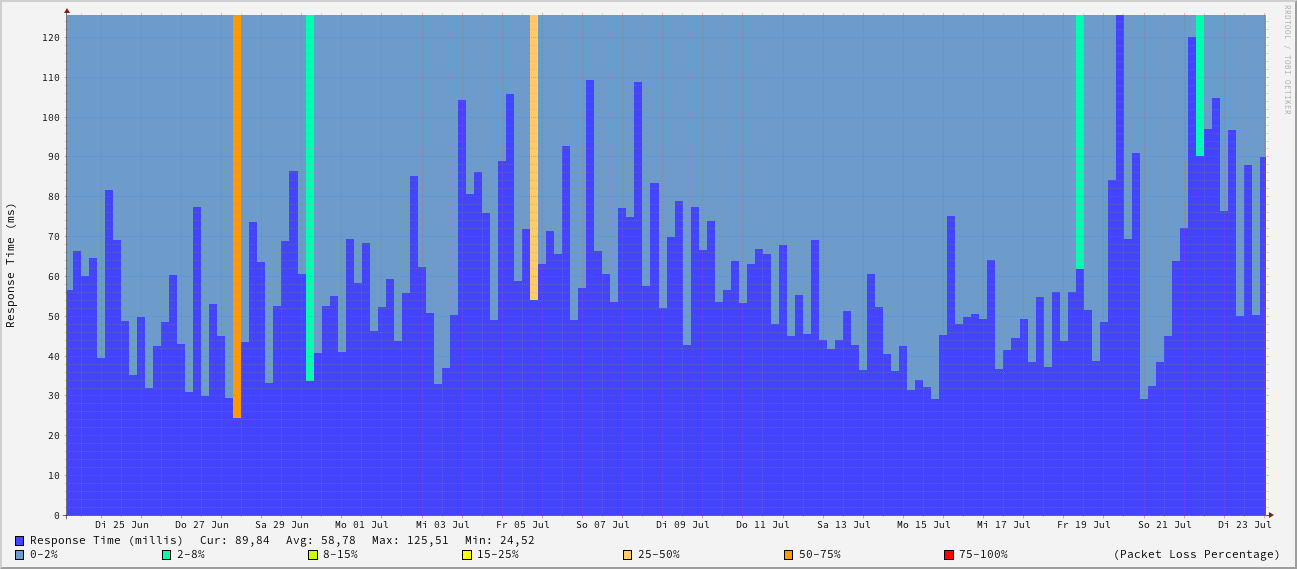 RRDTOOL / TOBI OETIKER
Response Time (ms)
120
110
100
90
80
70
60
50
40
30
20
10
0
Di 25 Jun Do 27 Jun Sa 29 Jun Mo 01 Jul Mi 03 Jul Fr 05 Jul So 07 Jul Di 09 Jul Do 11 Jul Sa 13 Jul Mo 15 Jul Mi 17 Jul Fr 19 Jul So 21 Jul Di 23 Jul
Response Time (millis) Cur: 89,84 Avg: 58,78 Max: 125,51 Min: 24,52
0-2% 2-8% 8-15% 15-25% 25-50% 50-75% 75-100% (Packet Loss Percentage)